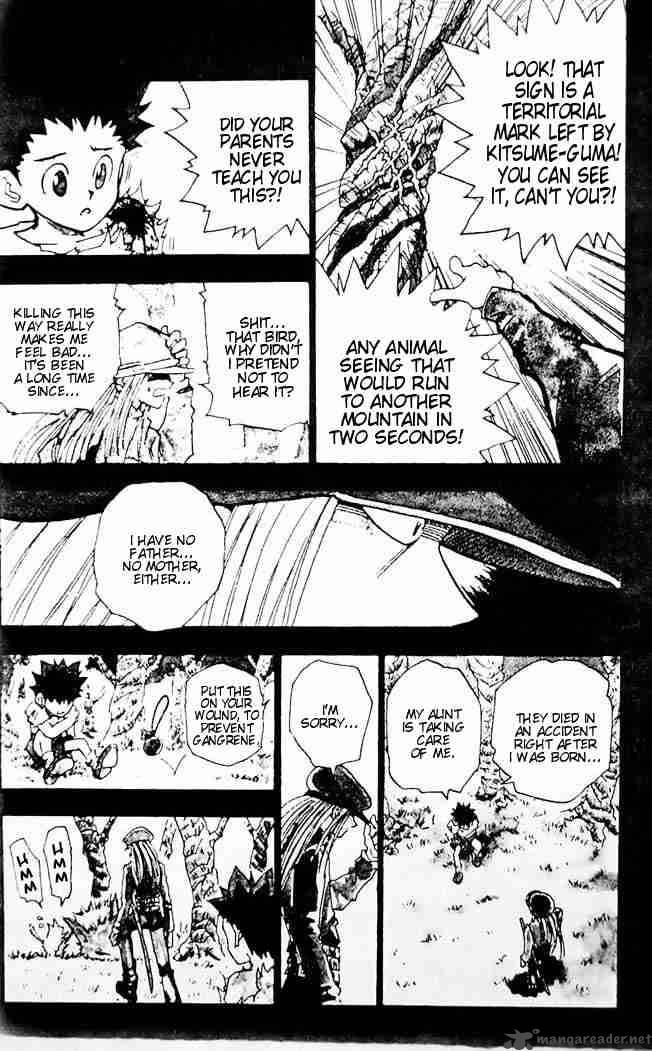 LOOK! THAT
SIGN IS A
TERRITORIAL
MARK LEFT BY
KITSUME-GUMA!
YOU CAN SEE
IT, CAN'T YOU?!
DID YOUR
PARENTS
NEVER
TEACH YOU
THIS?!
ANY ANIMAL
SEEING THAT
WOULD RUN
TO ANOTHER
MOUNTAIN IN
TWO SECONDS!
SHIT...
THAT BIRD,
WHY DIDN'T
I PRETEND
NOT TO
HEAR IT?
KILLING THIS
WAY REALLY
MAKES ME
FEEL BAD...
IT'S BEEN
A LONG TIME
SINCE...
I HAVE NO
FATHER...
NO MOTHER,
EITHER...
THEY DIED IN
AN ACCIDENT
RIGHT AFTER
I WAS BORN...
MY AUNT
IS TAKING
CARE OF
ME.
I'M
SORRY...
PUT THIS
ON YOUR
WOUND, TO
PREVENT
GANGRENE.
UMM
UMM
mangareader.net